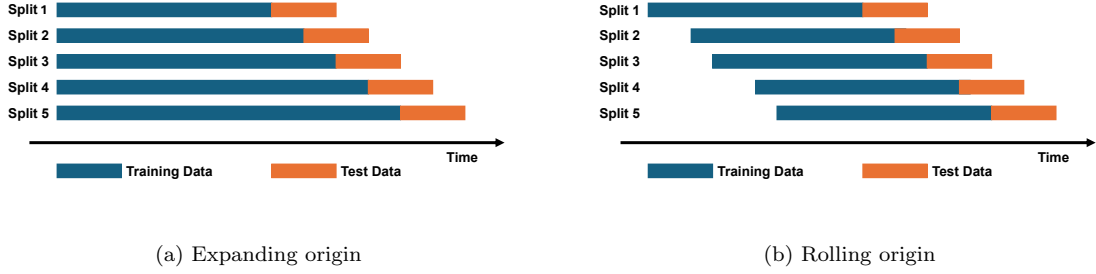 Split 1
Split 2
Split 3
Split 4
Split 5
Time
Training Data Test Data
(a) Expanding origin
Split 1
Split 2
Split 3
Split 4
Split 5
Time
Training Data Test Data
(b) Rolling origin